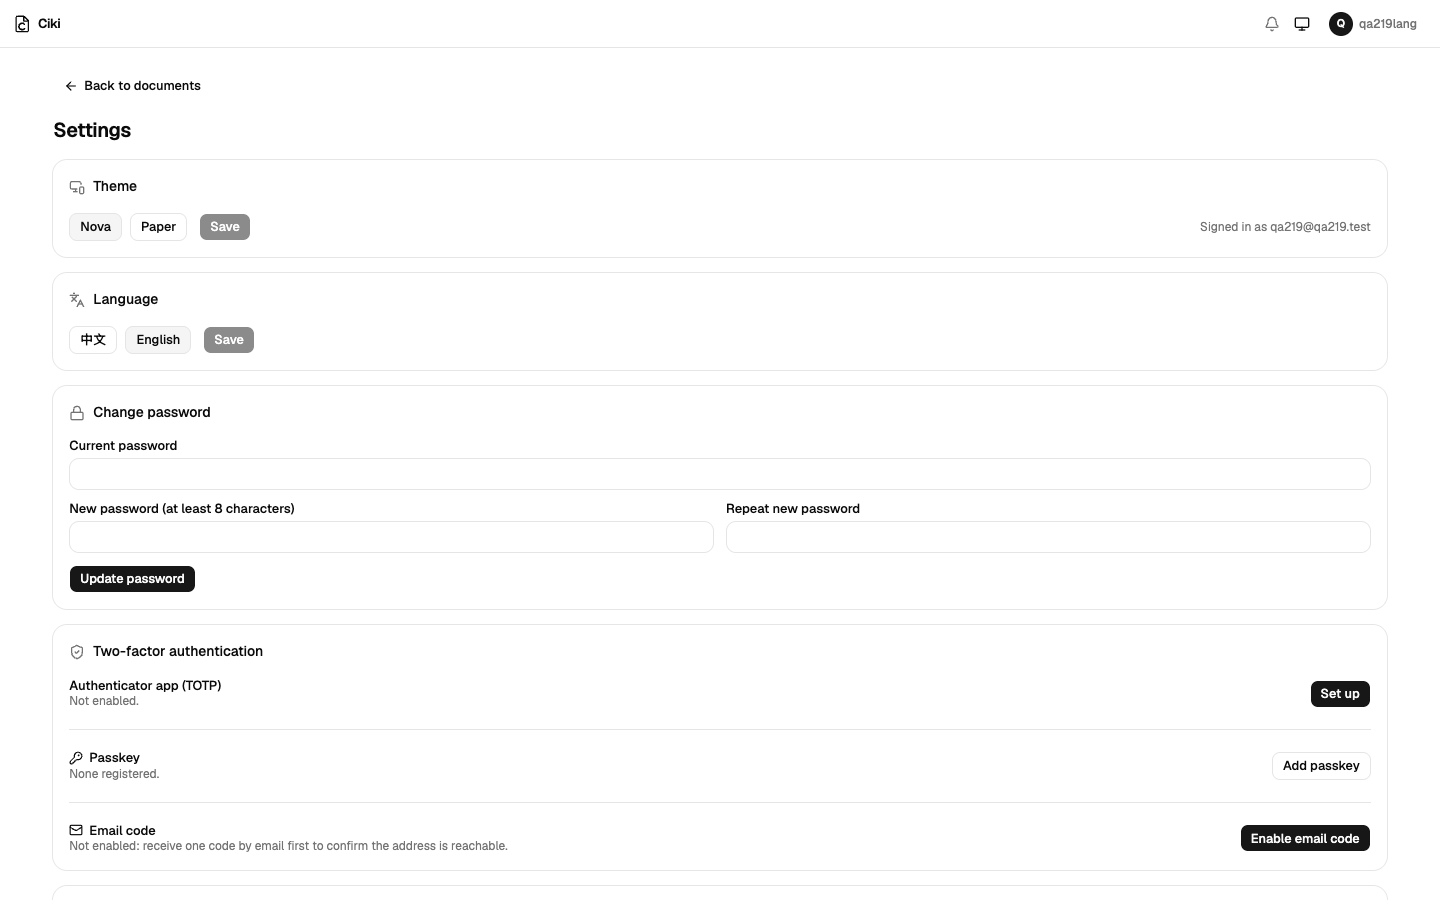 Ciki
Q qa219lang
Back to documents
Settings
Theme
Nova Paper Save Signed in as qa219@qa219.test
Language
中文 English Save
Change password
Current password
New password (at least 8 characters) Repeat new password
Update password
Two-factor authentication
Authenticator app (TOTP)
Not enabled.
Set up
Passkey
None registered.
Add passkey
Email code
Not enabled: receive one code by email first to confirm the address is reachable.
Enable email code